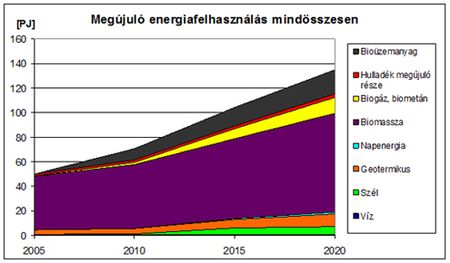 Megújuló energiafelhasználás mindösszesen
[PJ]
160
140
120
100
80
60
40
20
0
2005
2010
2015
2020
Bioüzemanyag
Hulladék megújuló
része
Biogáz, biometán
Biomassza
Napenergia
Geotermikus
Szél
Víz